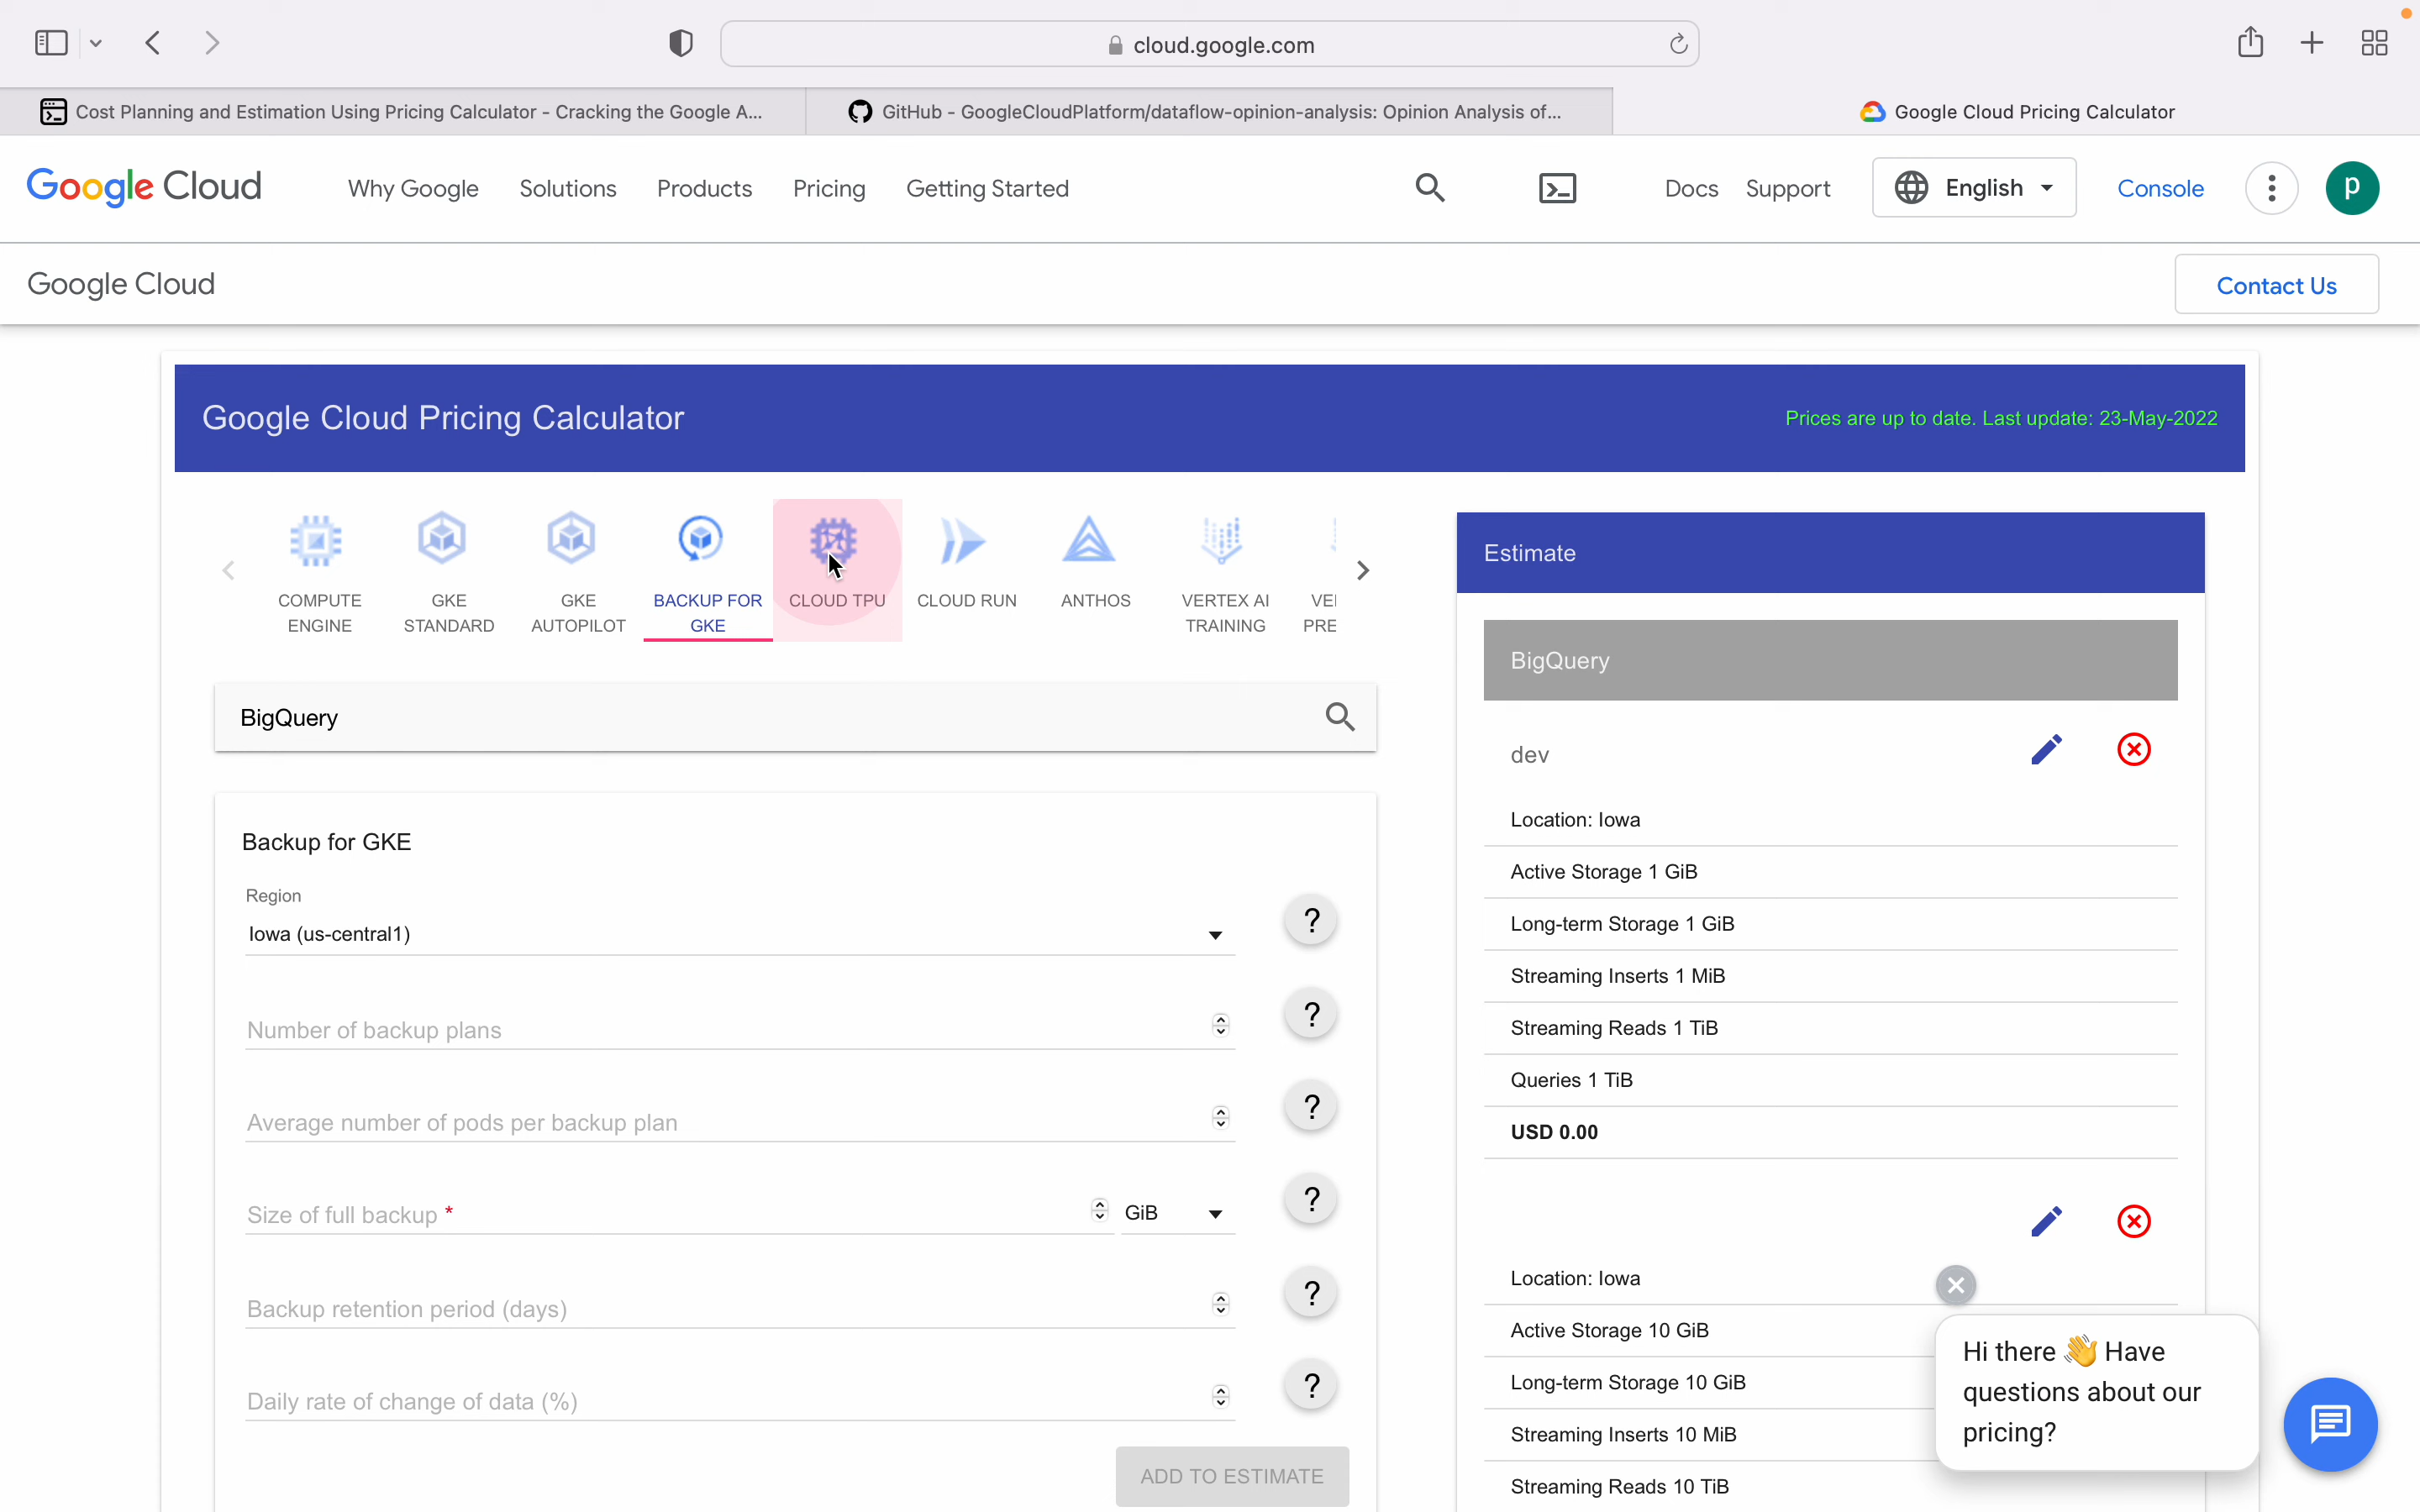 cloud.google.com
Cost Planning and Estimation Using Pricing Calculator - Cracking the Google A...
GitHub - GoogleCloudPlatform/dataflow-opinion-analysis: Opinion Analysis of...
Google Cloud Pricing Calculator
Google Cloud
Why Google
Solutions
Products
Pricing
Getting Started
Docs
Support
English
Console
p
Google Cloud
Contact Us
Google Cloud Pricing Calculator
Prices are up to date. Last update: 23-May-2022
COMPUTE
ENGINE
GKE
STANDARD
GKE
AUTOPILOT
BACKUP FOR
GKE
CLOUD TPU
CLOUD RUN
ANTHOS
VERTEX AI
TRAINING
VE
PRE
BigQuery
Backup for GKE
Region
Iowa (us-central1)
?
Number of backup plans
?
Average number of pods per backup plan
?
Size of full backup *
GiB
?
Backup retention period (days)
?
Daily rate of change of data (%)
?
ADD TO ESTIMATE
Estimate
BigQuery
dev
Location: Iowa
Active Storage 1 GiB
Long-term Storage 1 GiB
Streaming Inserts 1 MiB
Streaming Reads 1 TiB
Queries 1 TiB
USD 0.00
Location: Iowa
Active Storage 10 GiB
Long-term Storage 10 GiB
Streaming Inserts 10 MiB
Streaming Reads 10 TiB
Hi there 👋 Have
questions about our
pricing?